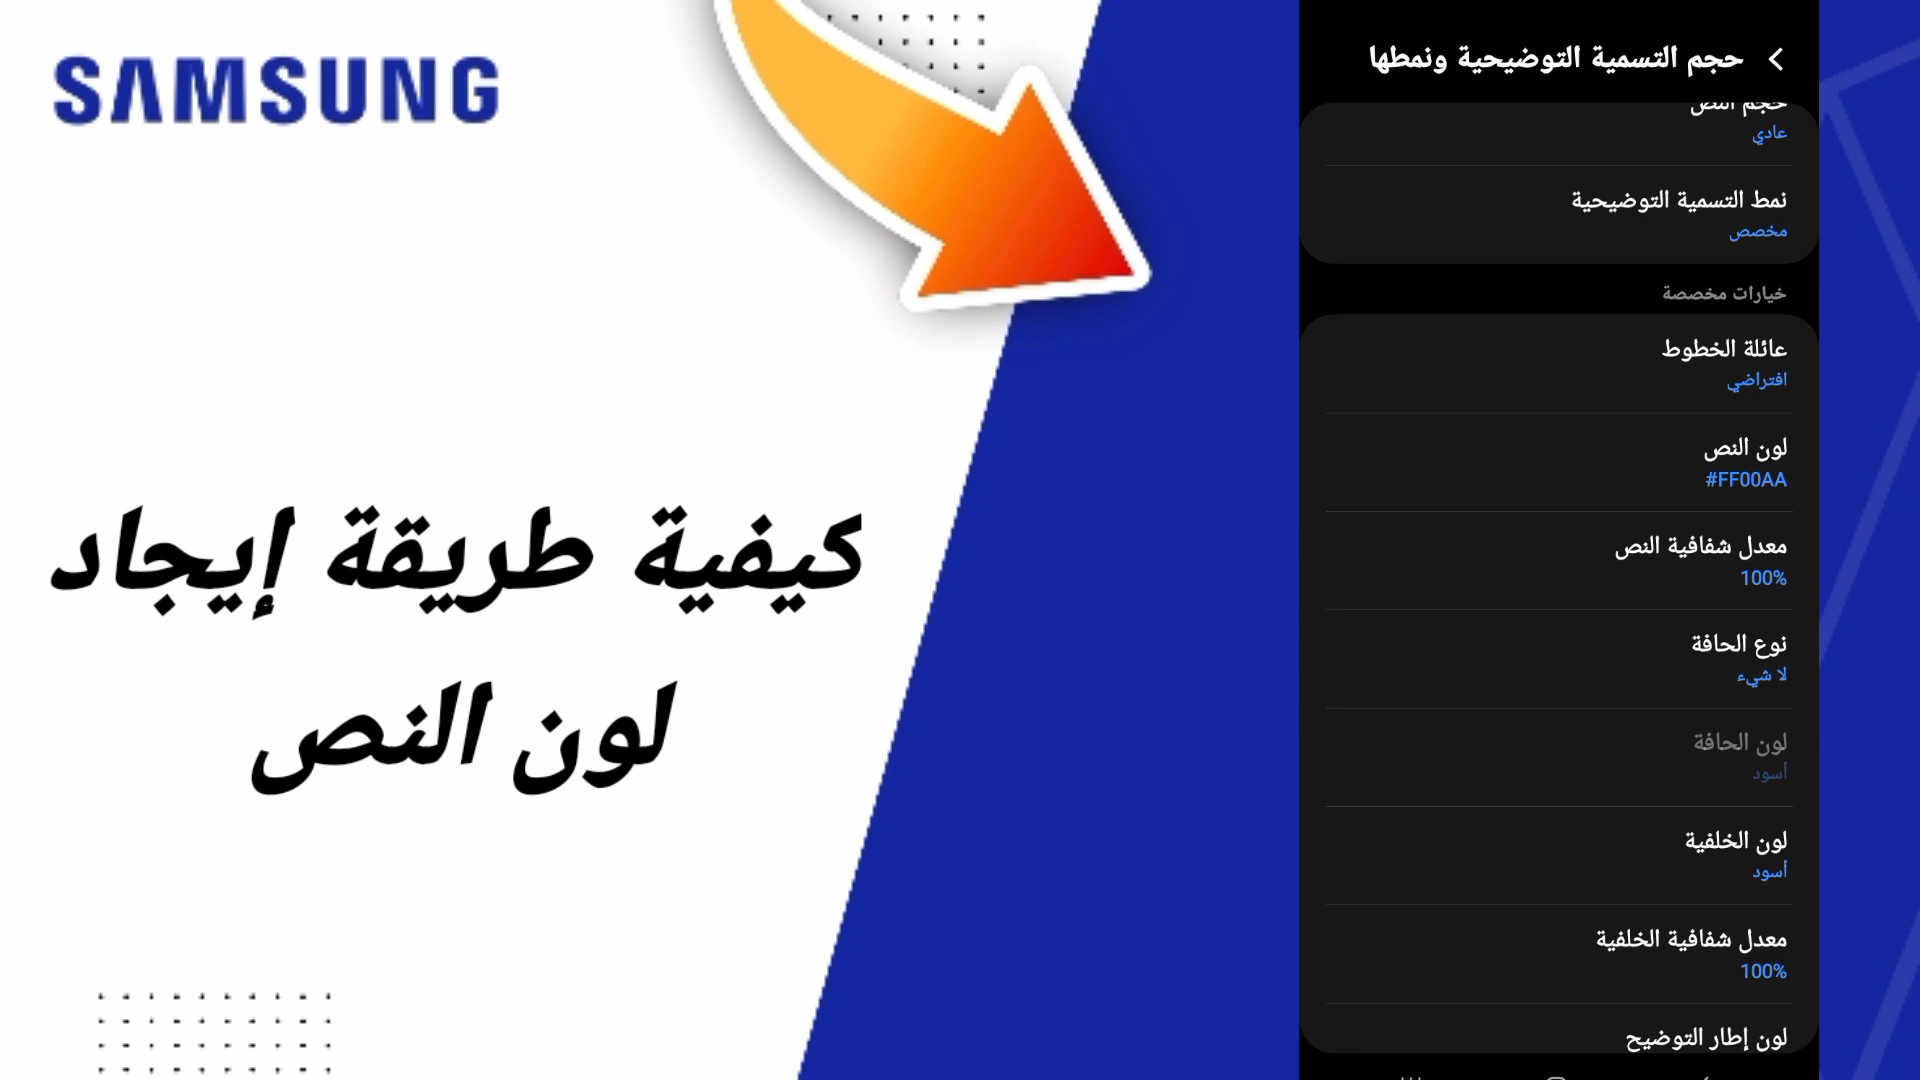 SAMSUNG
كيفية طريقة إيجاد
لون النص
حجم التسمية التوضيحية ونمطها
حجم النص
عادي
نمط التسمية التوضيحية
مخصص
خيارات مخصصة
عائلة الخطوط
افتراضي
لون النص
#FF00AA
معدل شفافية النص
100%
نوع الحافة
لا شيء
لون الحافة
أسود
لون الخلفية
أسود
معدل شفافية الخلفية
100%
لون إطار التوضيح